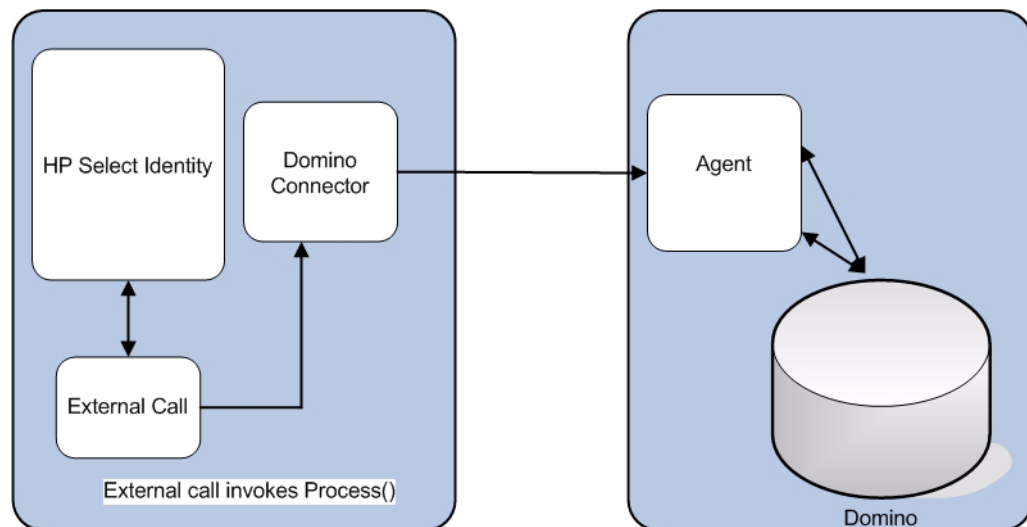 HP Select Identity
Domino
Connector
Agent
External Call
External call invokes Process()
Domino